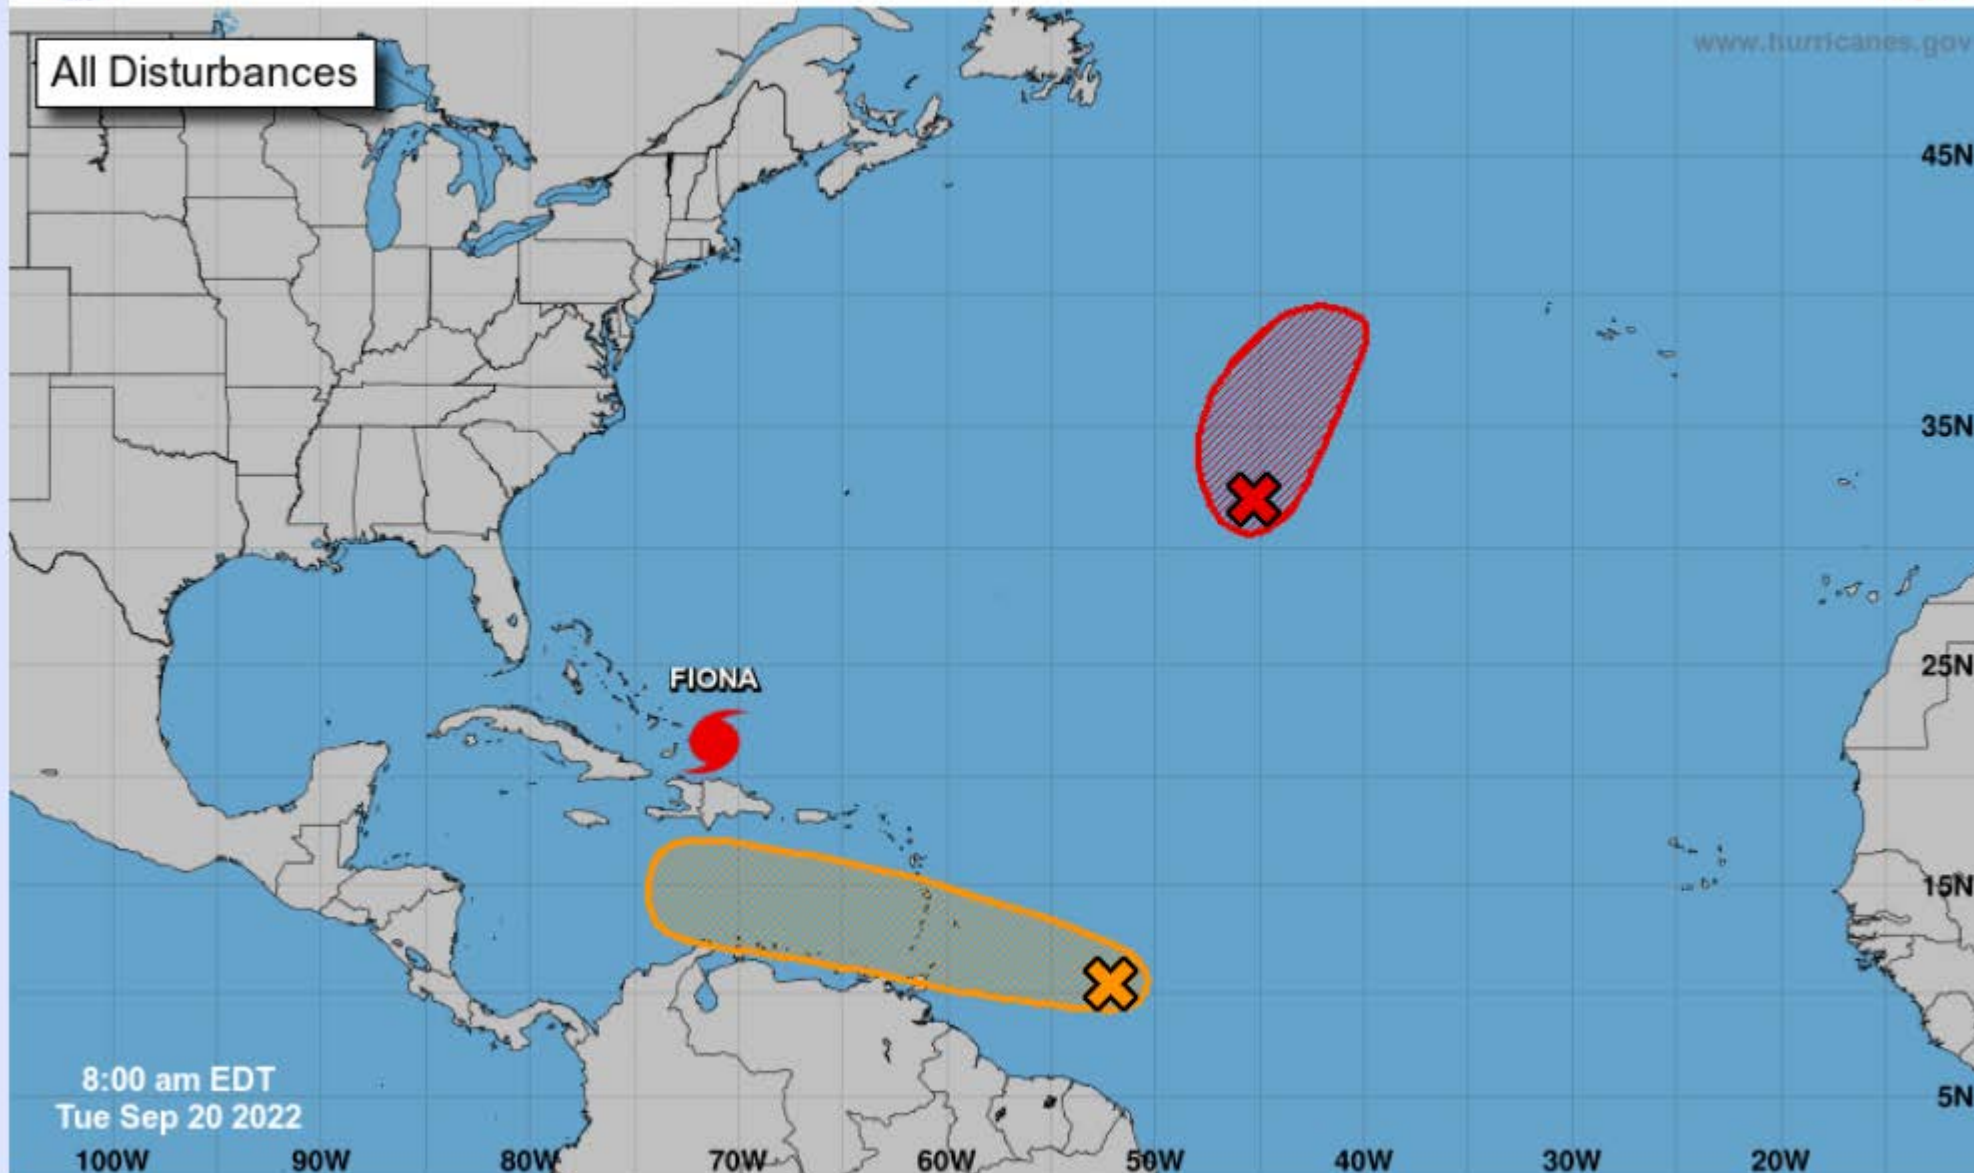 All Disturbances
www.hurricanes.gov
45N
35N
FIONA
25N
15N
8:00 am EDT
Tue Sep 20 2022
5N
100W 90W 80W 70W 60W 50W 40W 30W 20W